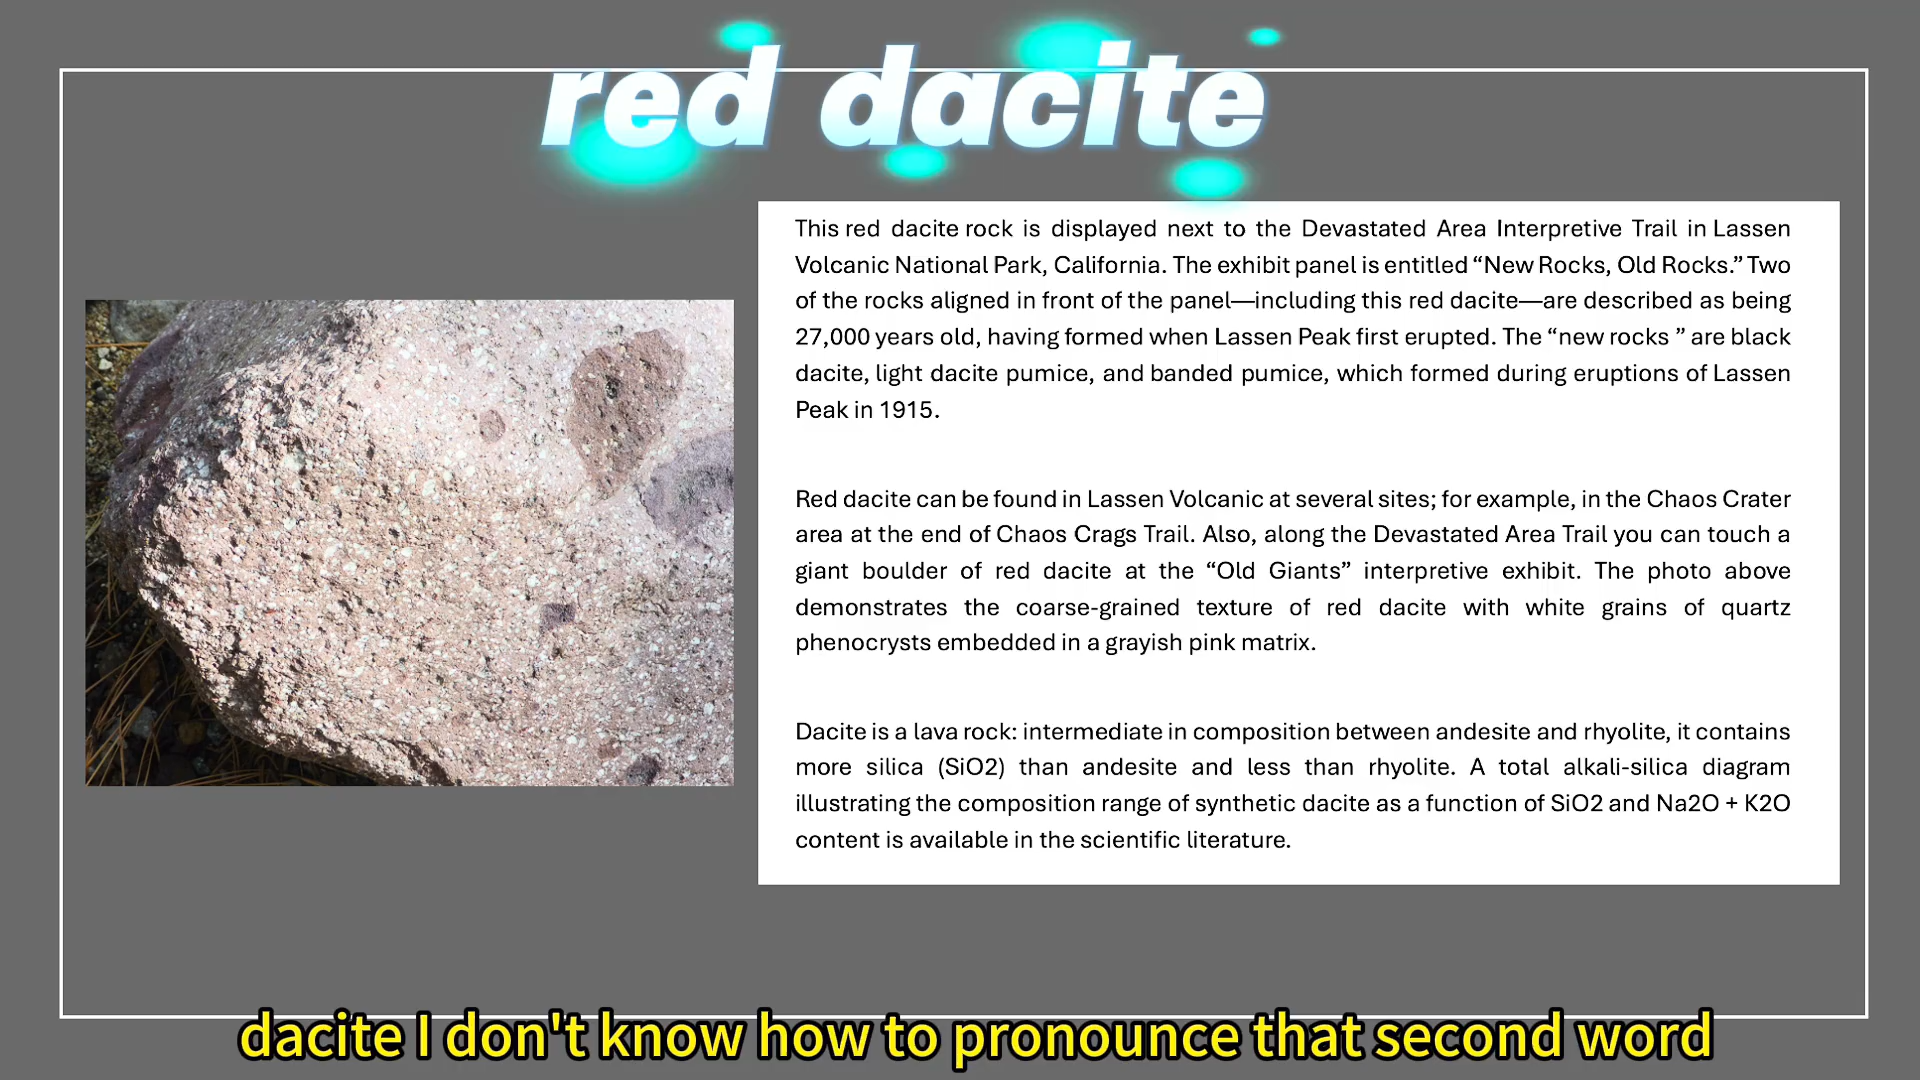 red dacite
This red dacite rock is displayed next to the Devastated Area Interpretive Trail in Lassen
Volcanic National Park, California. The exhibit panel is entitled “New Rocks, Old Rocks.” Two
of the rocks aligned in front of the panel—including this red dacite—are described as being
27,000 years old, having formed when Lassen Peak first erupted. The “new rocks ” are black
dacite, light dacite pumice, and banded pumice, which formed during eruptions of Lassen
Peak in 1915.
Red dacite can be found in Lassen Volcanic at several sites; for example, in the Chaos Crater
area at the end of Chaos Crags Trail. Also, along the Devastated Area Trail you can touch a
giant boulder of red dacite at the “Old Giants” interpretive exhibit. The photo above
demonstrates the coarse-grained texture of red dacite with white grains of quartz
phenocrysts embedded in a grayish pink matrix.
Dacite is a lava rock: intermediate in composition between andesite and rhyolite, it contains
more silica (SiO2) than andesite and less than rhyolite. A total alkali-silica diagram
illustrating the composition range of synthetic dacite as a function of SiO2 and Na2O + K2O
content is available in the scientific literature.
dacite I don't know how to pronounce that second word